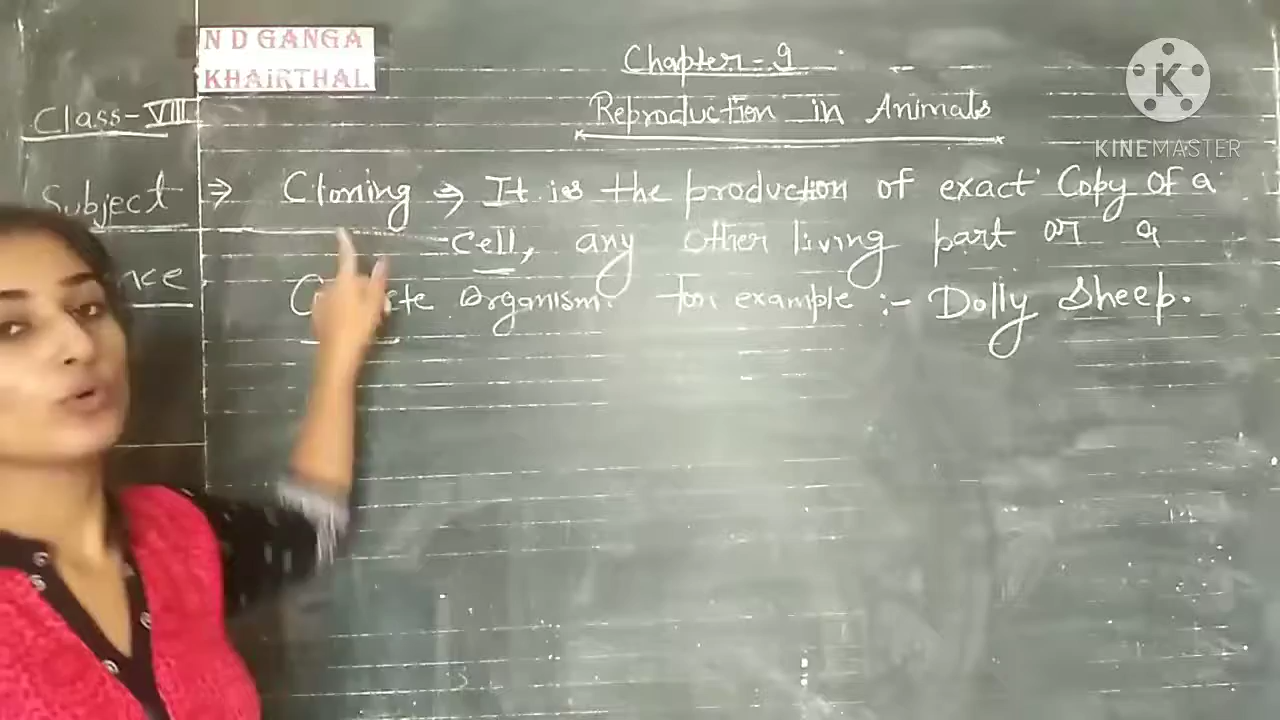 N D GANGA
KHAIRTHAL
Chapter - 9
Class - VIII
Reproduction in Animals
K
KINEMASTER
Subject ⇒ Cloning ⇒ It is the production of exact Copy of a
Cell, any other living part or a
organism. for example :- Dolly Sheep.